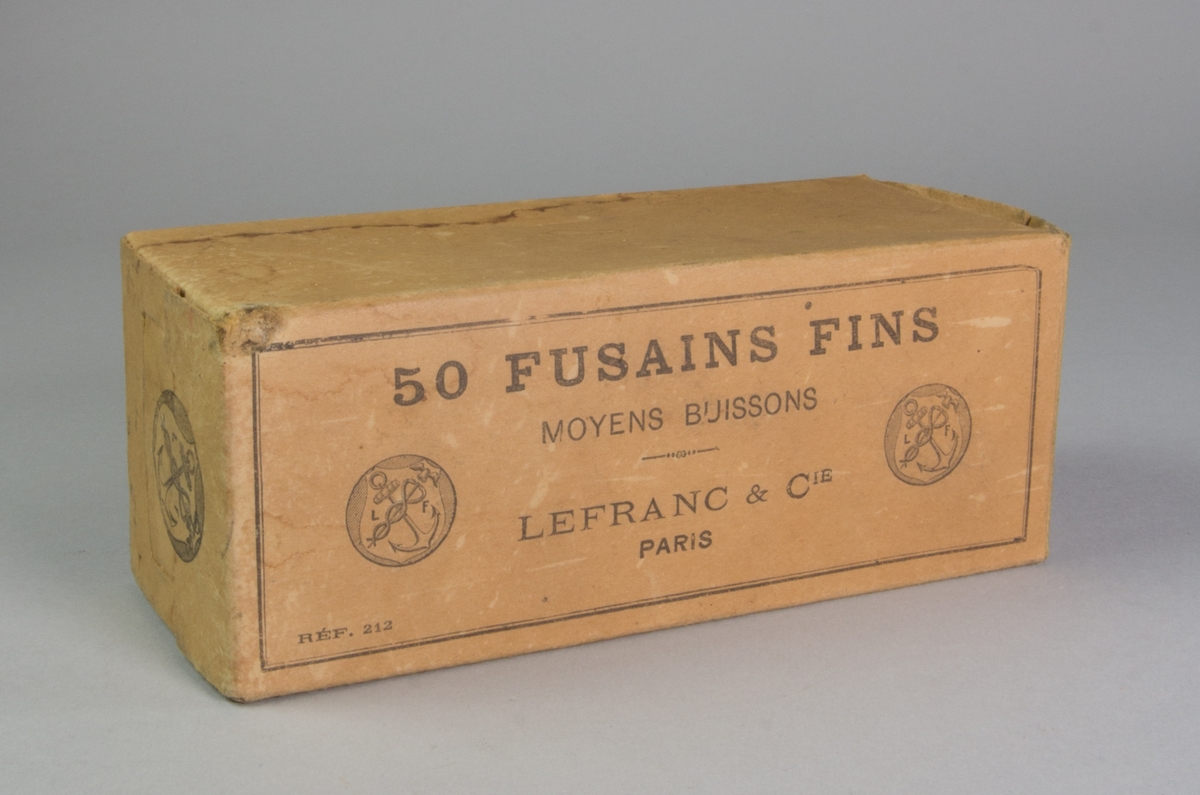 50 FUSAINS FINS
MOYENS BUISSONS
LEFRANC & CIE
PARIS
L F
L F
RÉF. 212